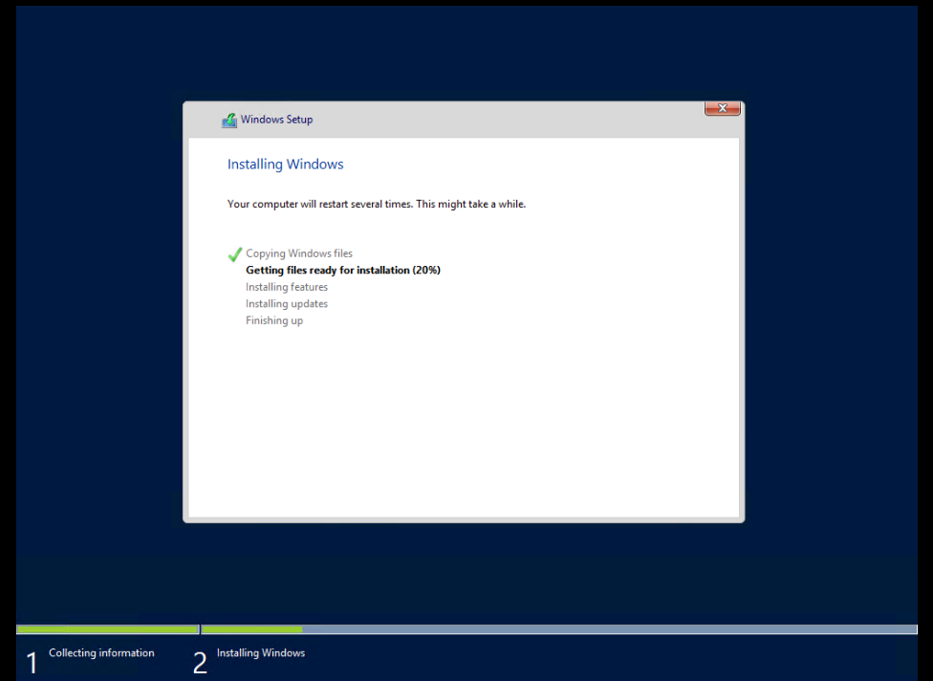 Windows Setup
Installing Windows
Your computer will restart several times. This might take a while.
Copying Windows files
Getting files ready for installation (20%)
Installing features
Installing updates
Finishing up
1 Collecting information
2 Installing Windows